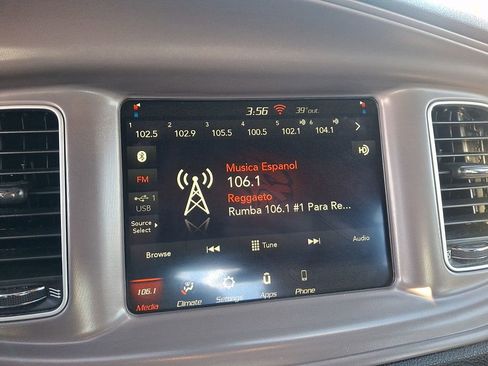 3:56 39°out.
1 2 3 4 5 6
102.5 102.9 105.5 100.5 102.1 104.1
Musica Espanol
HD
FM
106.1
Reggaeto
1
USB
Rumba 106.1 #1 Para Re...
Source
Select
Browse Tune Audio
106.1
Media Climate Settings Apps Phone